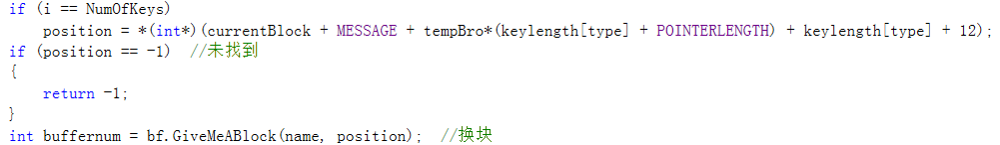 if (i == NumOfKeys)
position = *(int*)(currentBlock + MESSAGE + tempBro*(keylength[type] + POINTERLENGTH) + keylength[type] + 12);
if (position == -1)  //未找到
{
return -1;
}
int buffernum = bf.GiveMeABlock(name, position);  //换块